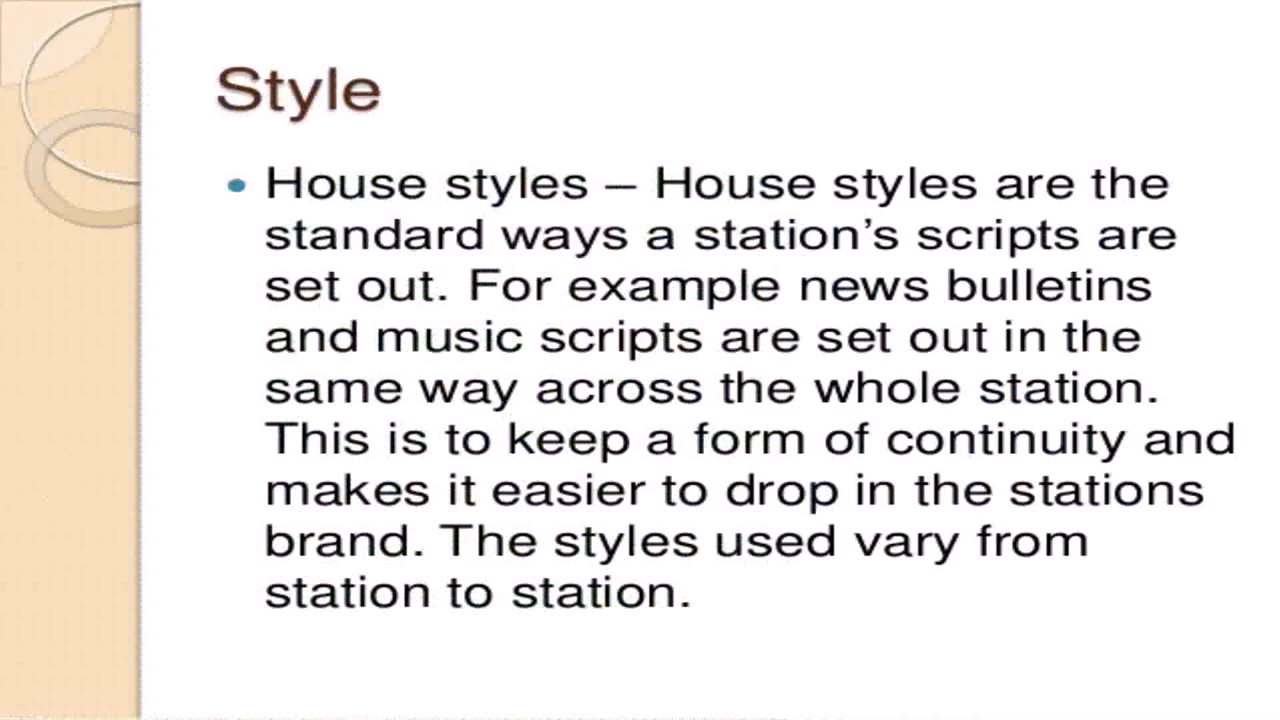 Style
• House styles – House styles are the
standard ways a station’s scripts are
set out. For example news bulletins
and music scripts are set out in the
same way across the whole station.
This is to keep a form of continuity and
makes it easier to drop in the stations
brand. The styles used vary from
station to station.